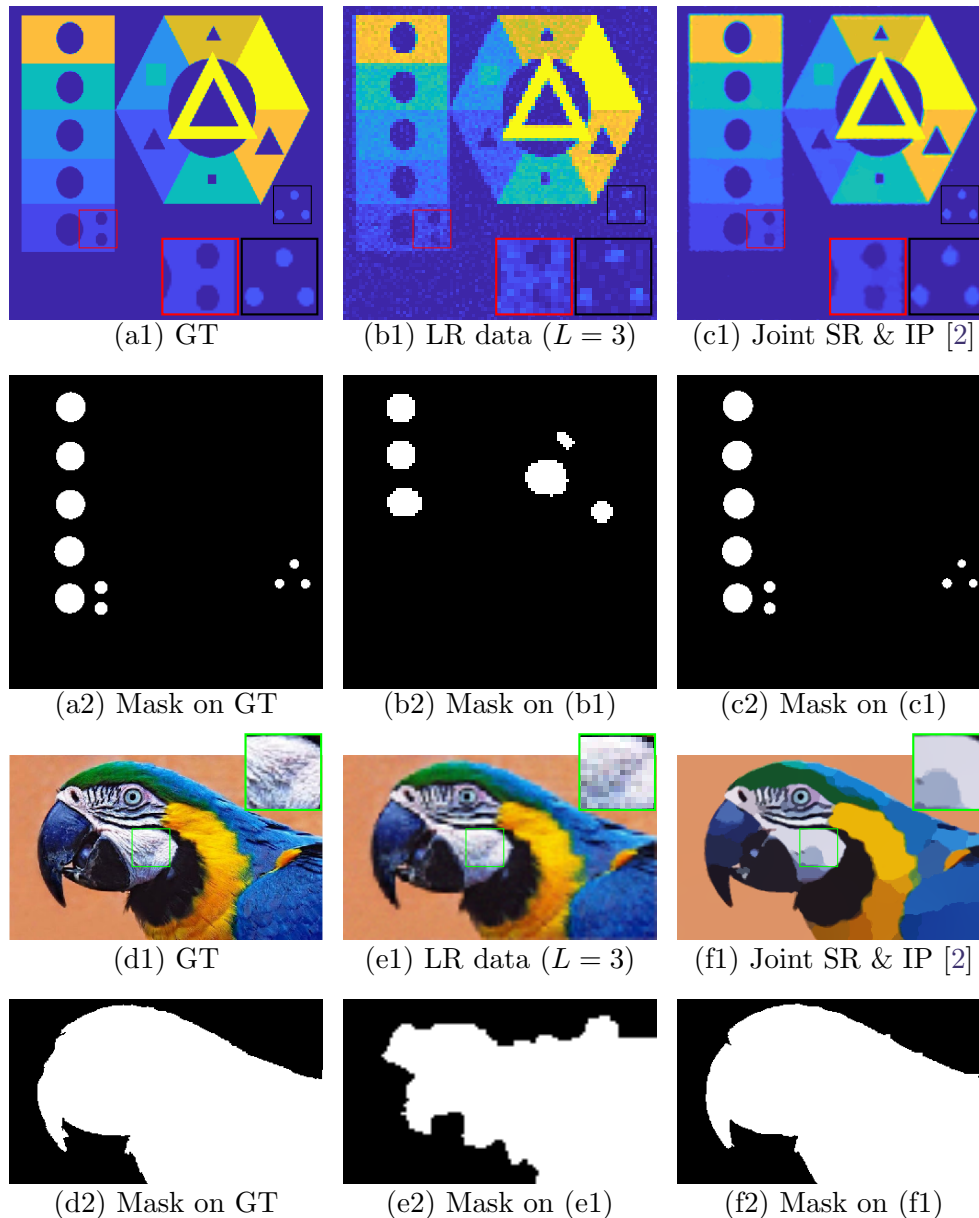 (a1) GT
(b1) LR data (L = 3)
(c1) Joint SR & IP [2]
(a2) Mask on GT
(b2) Mask on (b1)
(c2) Mask on (c1)
(d1) GT
(e1) LR data (L = 3)
(f1) Joint SR & IP [2]
(d2) Mask on GT
(e2) Mask on (e1)
(f2) Mask on (f1)